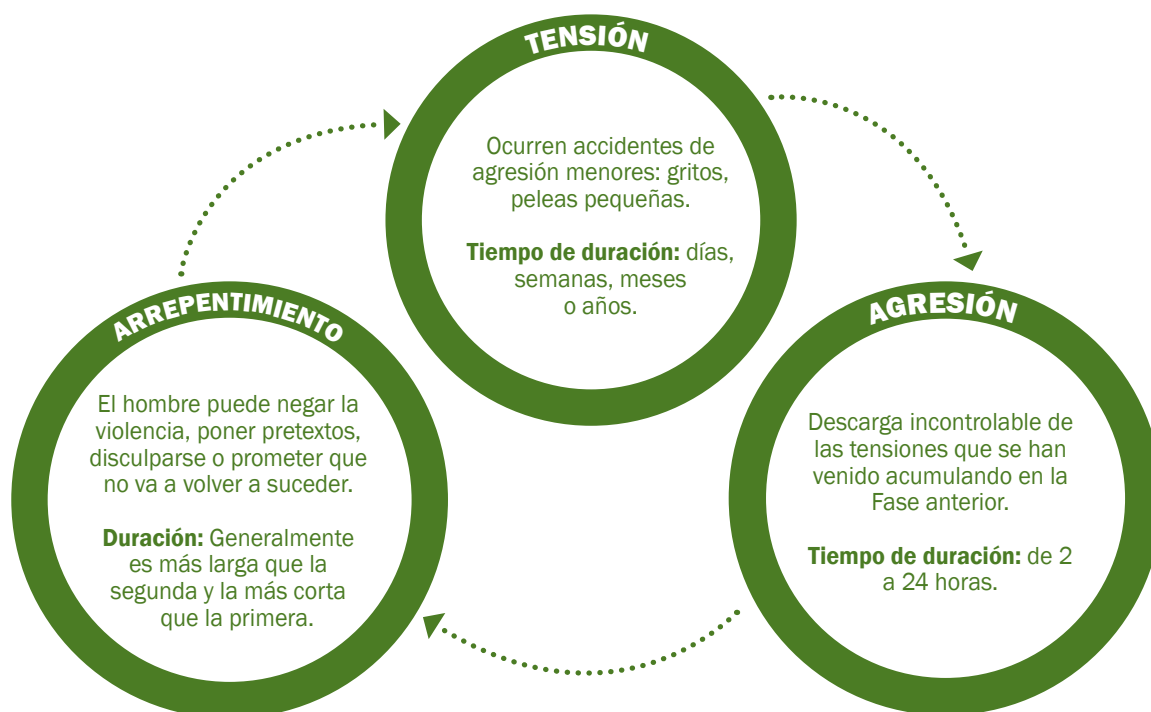 TENSIÓN
Ocurren accidentes de
agresión menores: gritos,
peleas pequeñas.
Tiempo de duración: días,
semanas, meses
o años.
AGRESIÓN
Descarga incontrolable de
las tensiones que se han
venido acumulando en la
Fase anterior.
Tiempo de duración: de 2
a 24 horas.
ARREPENTIMIENTO
El hombre puede negar la
violencia, poner pretextos,
disculparse o prometer que
no va a volver a suceder.
Duración: Generalmente
es más larga que la
segunda y la más corta
que la primera.